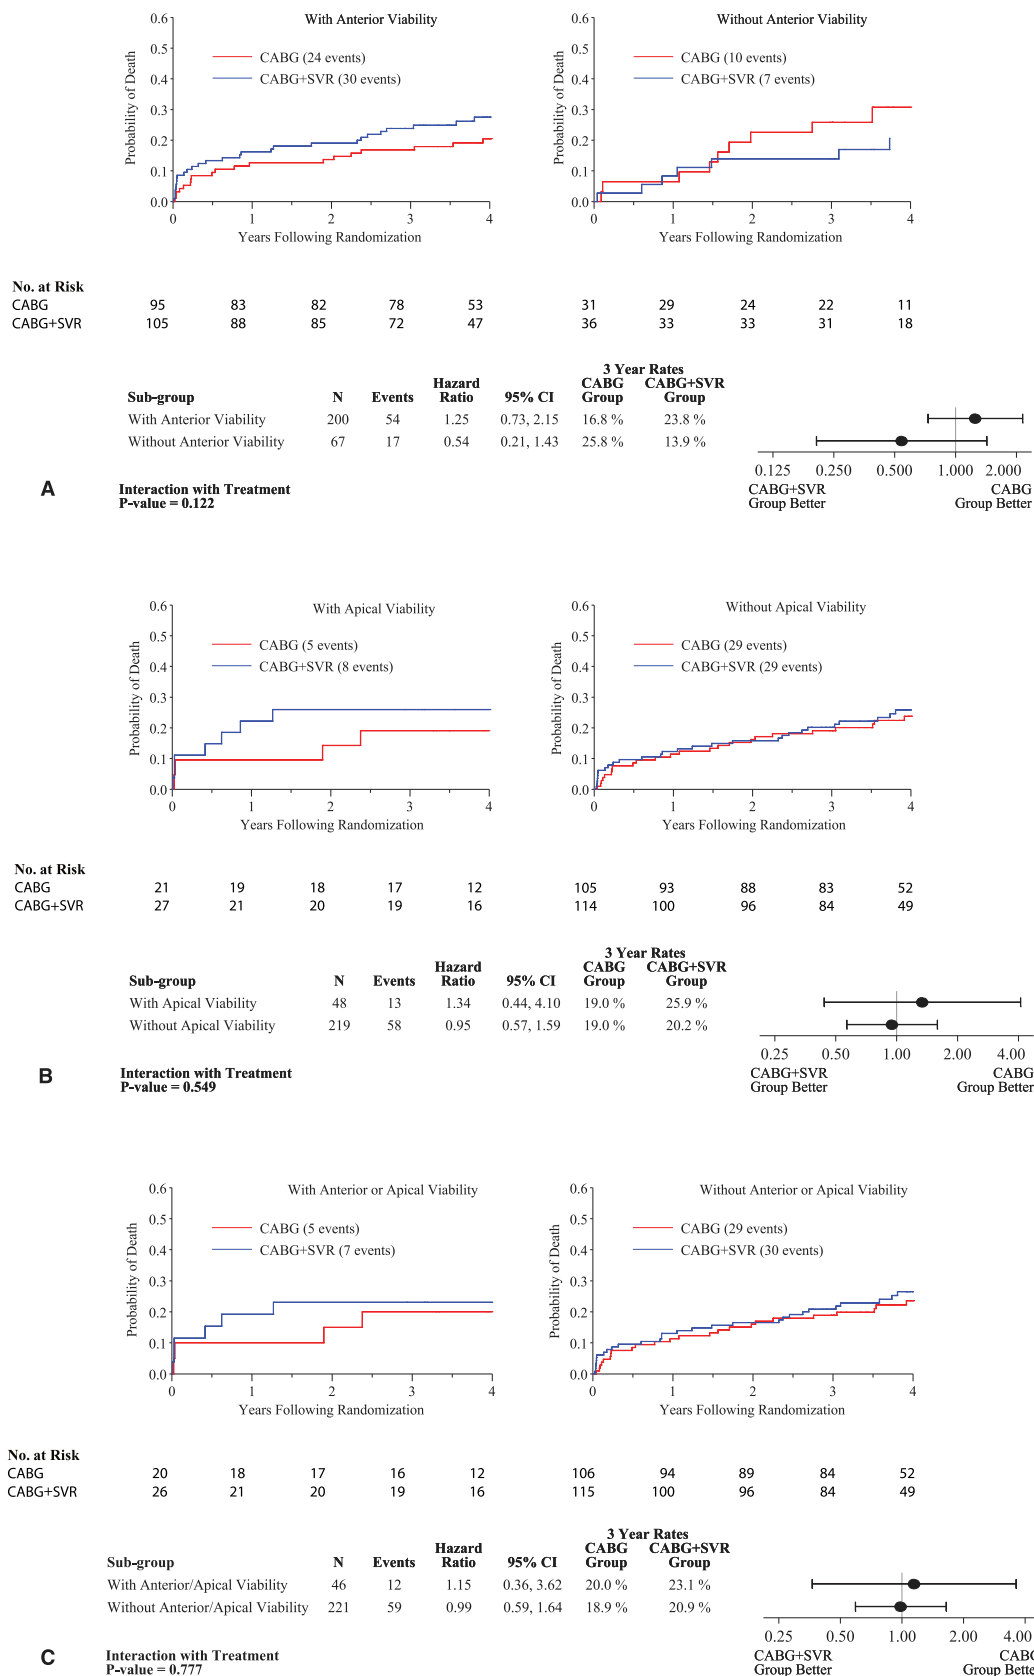 With Anterior Viability
0.6
0.5
0.4
0.3
0.2
0.1
0.0
Probability of Death
CABG (24 events)
CABG+SVR (30 events)
0 1 2 3 4
Years Following Randomization
Without Anterior Viability
0.6
0.5
0.4
0.3
0.2
0.1
0.0
Probability of Death
CABG (10 events)
CABG+SVR (7 events)
0 1 2 3 4
Years Following Randomization
No. at Risk
CABG 95 83 82 78 53 31 29 24 22 11
CABG+SVR 105 88 85 72 47 36 33 33 31 18
3 Year Rates
Hazard CABG CABG+SVR
Sub-group N Events Ratio 95% CI Group Group
With Anterior Viability 200 54 1.25 0.73, 2.15 16.8 % 23.8 %
Without Anterior Viability 67 17 0.54 0.21, 1.43 25.8 % 13.9 %
0.125 0.250 0.500 1.000 2.000
CABG+SVR CABG
Group Better Group Better
A Interaction with Treatment
P-value = 0.122
With Apical Viability
0.6
0.5
0.4
0.3
0.2
0.1
0.0
Probability of Death
CABG (5 events)
CABG+SVR (8 events)
0 1 2 3 4
Years Following Randomization
Without Apical Viability
0.6
0.5
0.4
0.3
0.2
0.1
0.0
Probability of Death
CABG (29 events)
CABG+SVR (29 events)
0 1 2 3 4
Years Following Randomization
No. at Risk
CABG 21 19 18 17 12 105 93 88 83 52
CABG+SVR 27 21 20 19 16 114 100 96 84 49
3 Year Rates
Hazard CABG CABG+SVR
Sub-group N Events Ratio 95% CI Group Group
With Apical Viability 48 13 1.34 0.44, 4.10 19.0 % 25.9 %
Without Apical Viability 219 58 0.95 0.57, 1.59 19.0 % 20.2 %
0.25 0.50 1.00 2.00 4.00
CABG+SVR CABG
Group Better Group Better
B Interaction with Treatment
P-value = 0.549
With Anterior or Apical Viability
0.6
0.5
0.4
0.3
0.2
0.1
0.0
Probability of Death
CABG (5 events)
CABG+SVR (7 events)
0 1 2 3 4
Years Following Randomization
Without Anterior or Apical Viability
0.6
0.5
0.4
0.3
0.2
0.1
0.0
Probability of Death
CABG (29 events)
CABG+SVR (30 events)
0 1 2 3 4
Years Following Randomization
No. at Risk
CABG 20 18 17 16 12 106 94 89 84 52
CABG+SVR 26 21 20 19 16 115 100 96 84 49
3 Year Rates
Hazard CABG CABG+SVR
Sub-group N Events Ratio 95% CI Group Group
With Anterior/Apical Viability 46 12 1.15 0.36, 3.62 20.0 % 23.1 %
Without Anterior/Apical Viability 221 59 0.99 0.59, 1.64 18.9 % 20.9 %
0.25 0.50 1.00 2.00 4.00
CABG+SVR
Group Better Group
C Interaction with Treatment
P-value = 0.777